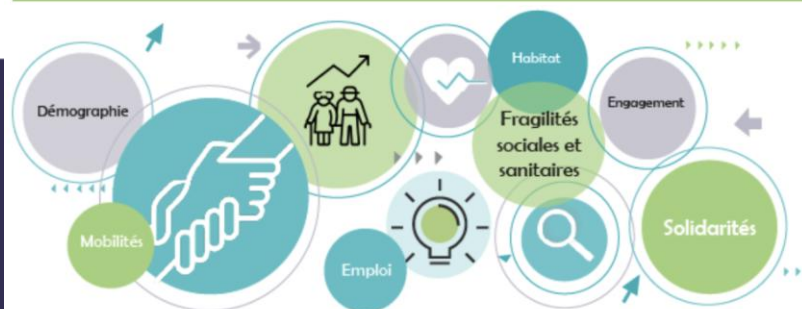 Habitat
Démographie
Engagement
Fragilités
sociales et
sanitaires
Solidarités
Mobilités
Emploi